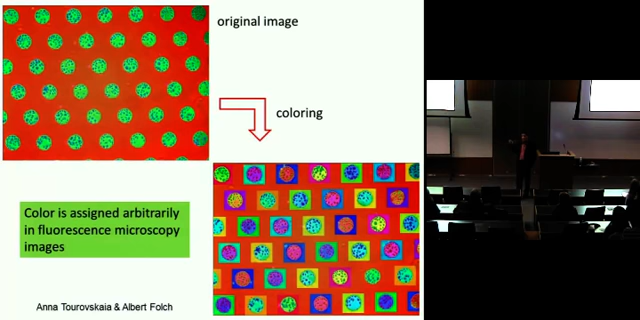 original image
coloring
Color is assigned arbitrarily
in fluorescence microscopy
images
Anna Tourovskaia & Albert Folch